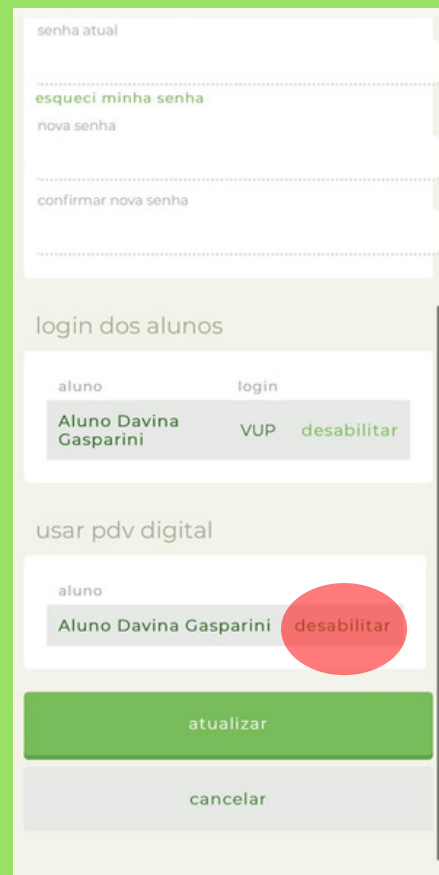 senha atual
esqueci minha senha
nova senha
confirmar nova senha
login dos alunos
aluno login
Aluno Davina
Gasparini
VUP desabilitar
usar pdv digital
aluno
Aluno Davina Gasparini desabilitar
atualizar
cancelar